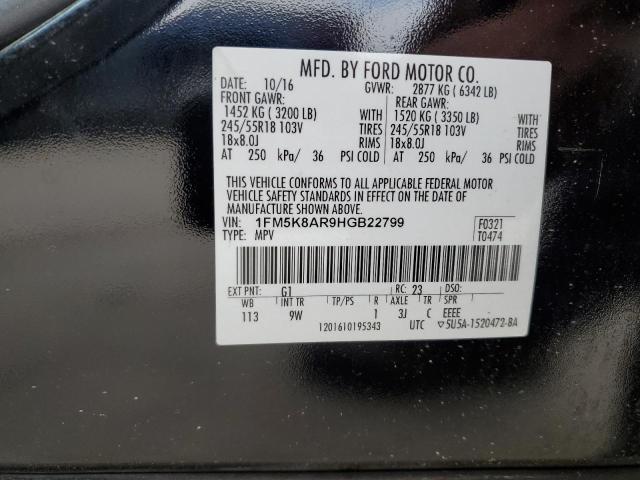 MFD. BY FORD MOTOR CO.
DATE: 10/16 GVWR: 2877 KG ( 6342 LB)
FRONT GAWR: REAR GAWR:
1452 KG ( 3200 LB) WITH 1520 KG ( 3350 LB) WITH
245/55R18 103V TIRES 245/55R18 103V TIRES
18x8.0J RIMS 18x8.0J RIMS
AT 250 kPa/ 36 PSI COLD AT 250 kPa/ 36 PSI COLD
THIS VEHICLE CONFORMS TO ALL APPLICABLE FEDERAL MOTOR
VEHICLE SAFETY STANDARDS IN EFFECT ON THE DATE OF
MANUFACTURE SHOWN ABOVE.
VIN: 1FM5K8AR9HGB22799 F0321
TYPE: MPV T0474
EXT PNT: G1 RC: 23 DSO:
WB INT TR TP/PS R AXLE TR SPR
113 9W 1 3J C EEEE
1201610195343 UTC ▽5U5A-1520472-BA